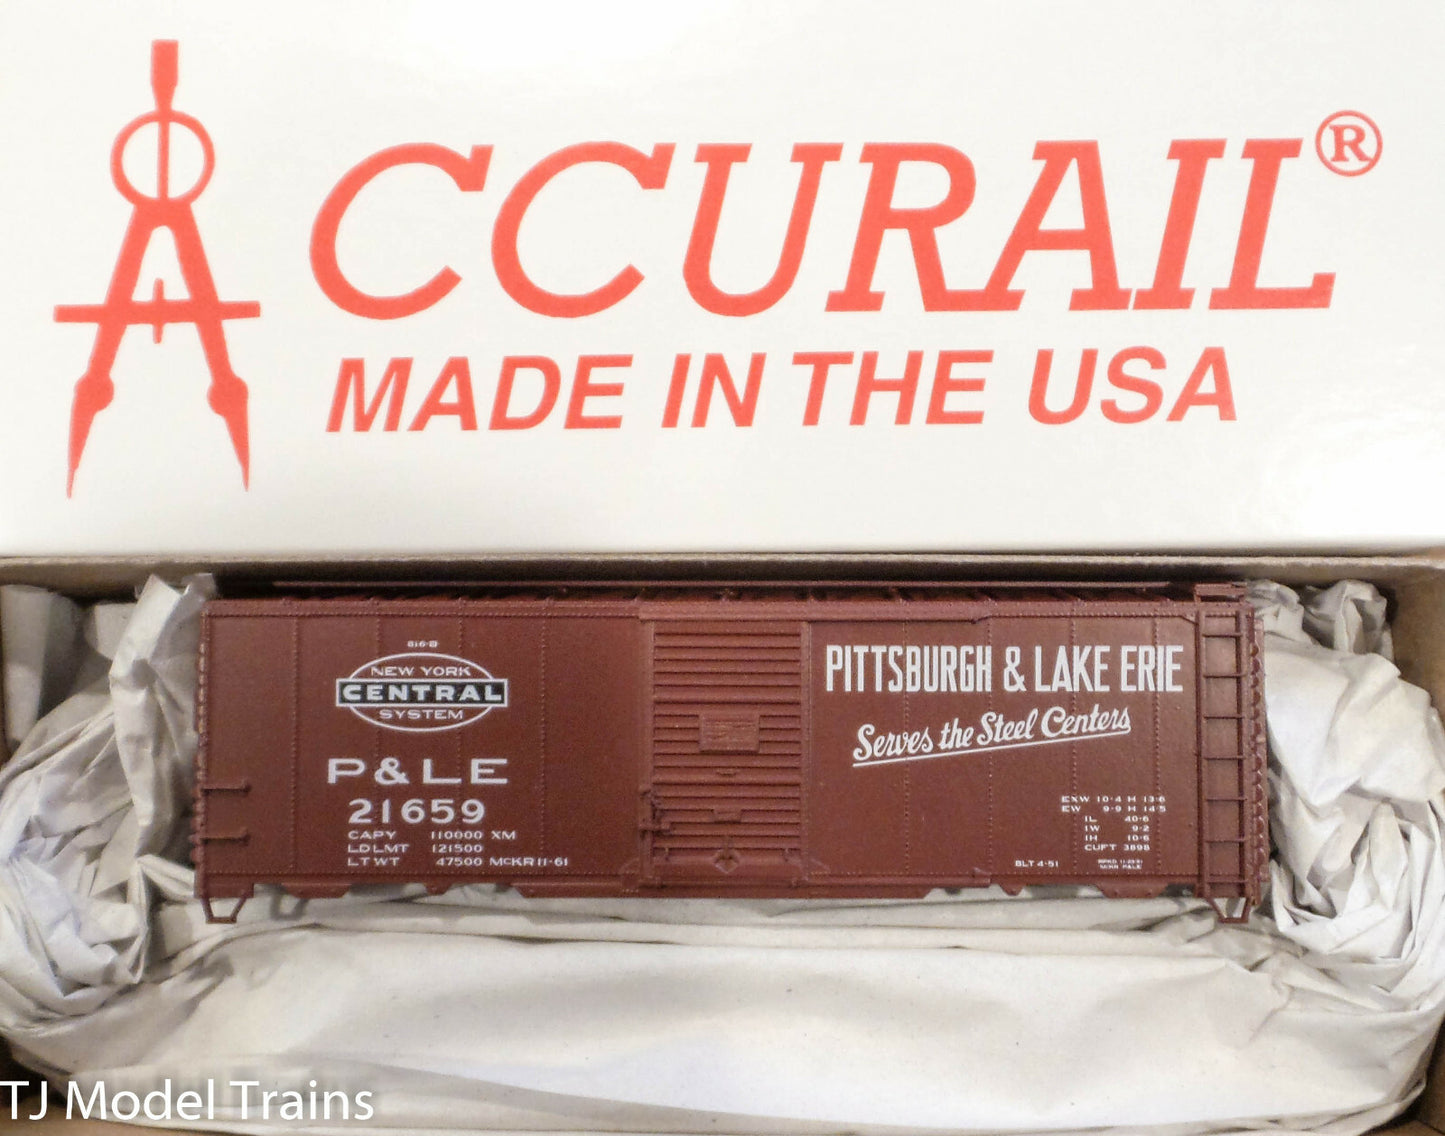 ACCURAIL®
MADE IN THE USA
816-B
NEW YORK
CENTRAL
SYSTEM
P&LE
21659
CAPY 110000 XM
LD LMT 121500
LT WT 47500 McKR 11-61
PITTSBURGH & LAKE ERIE
Serves the Steel Centers
EXW 10-4 H 13-6
EW 9-9 H 14-5
IL 40-6
IW 9-2
IH 10-6
CUFT 3898
BLT 4-51
TJ Model Trains